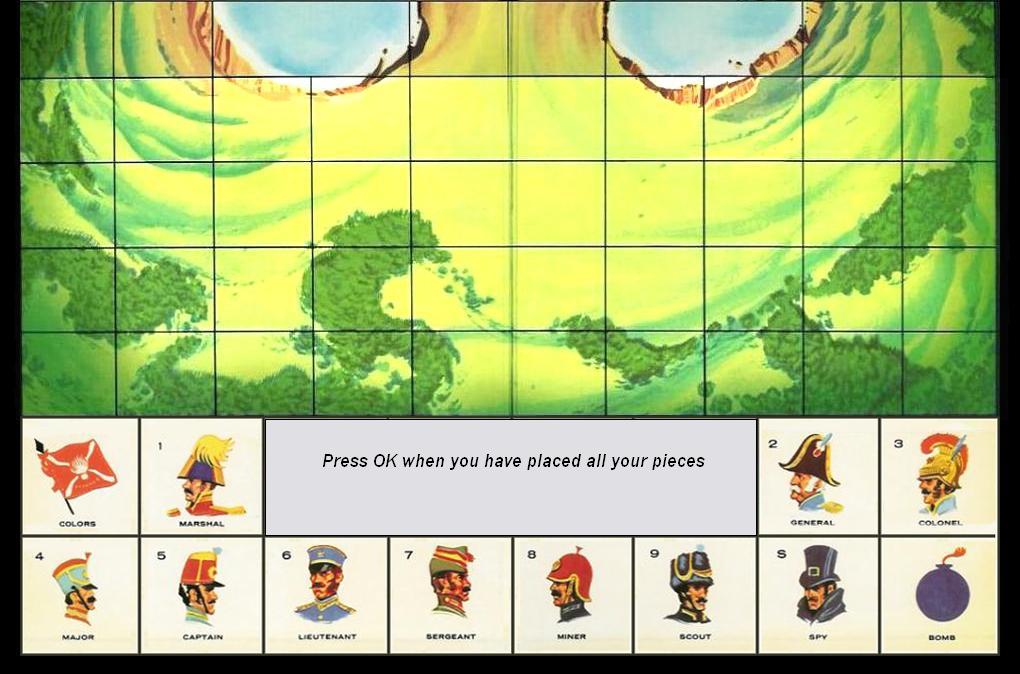 Press OK when you have placed all your pieces
COLORS
1
MARSHAL
2
GENERAL
3
COLONEL
4
MAJOR
5
CAPTAIN
6
LIEUTENANT
7
SERGEANT
8
MINER
9
SCOUT
S
SPY
BOMB